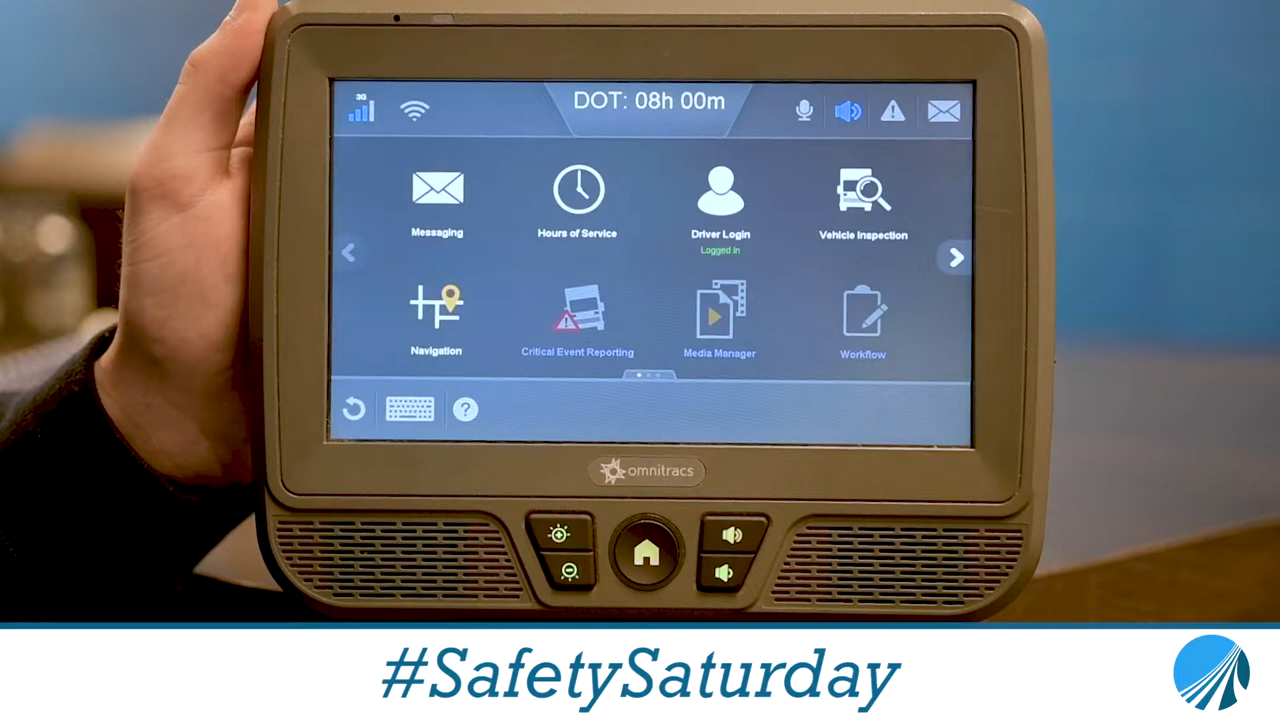 3G
DOT: 08h 00m
Messaging
Hours of Service
Driver Login
Logged In
Vehicle Inspection
Navigation
Critical Event Reporting
Media Manager
Workflow
?
omnitracs
#SafetySaturday